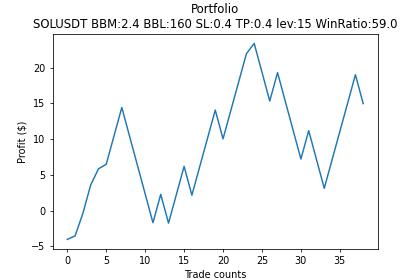 Portfolio
SOLUSDT BBM:2.4 BBL:160 SL:0.4 TP:0.4 lev:15 WinRatio:59.0
Profit ($)
20
15
10
5
0
−5
0 5 10 15 20 25 30 35
Trade counts